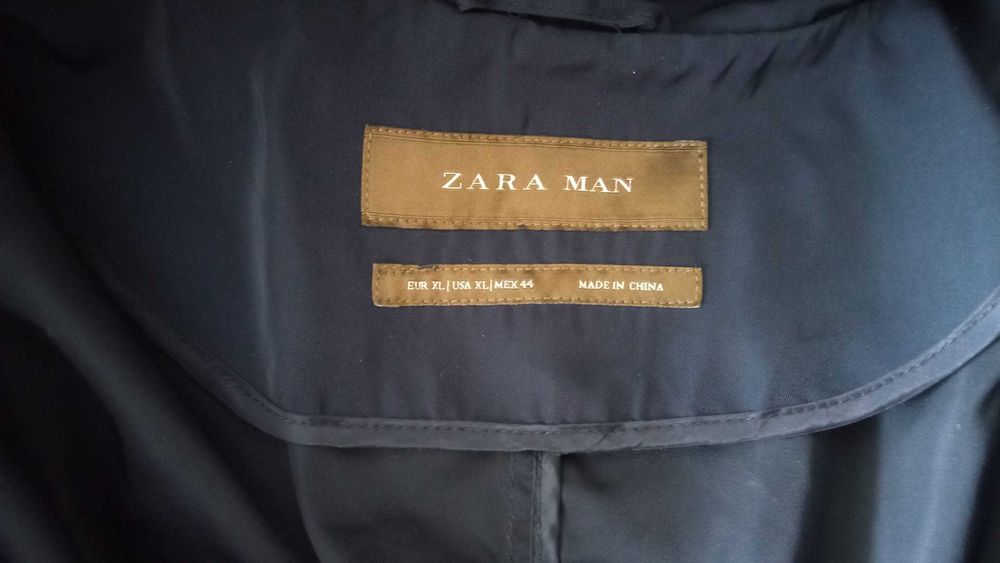 ZARA MAN
EUR XL | USA XL | MEX 44 MADE IN CHINA